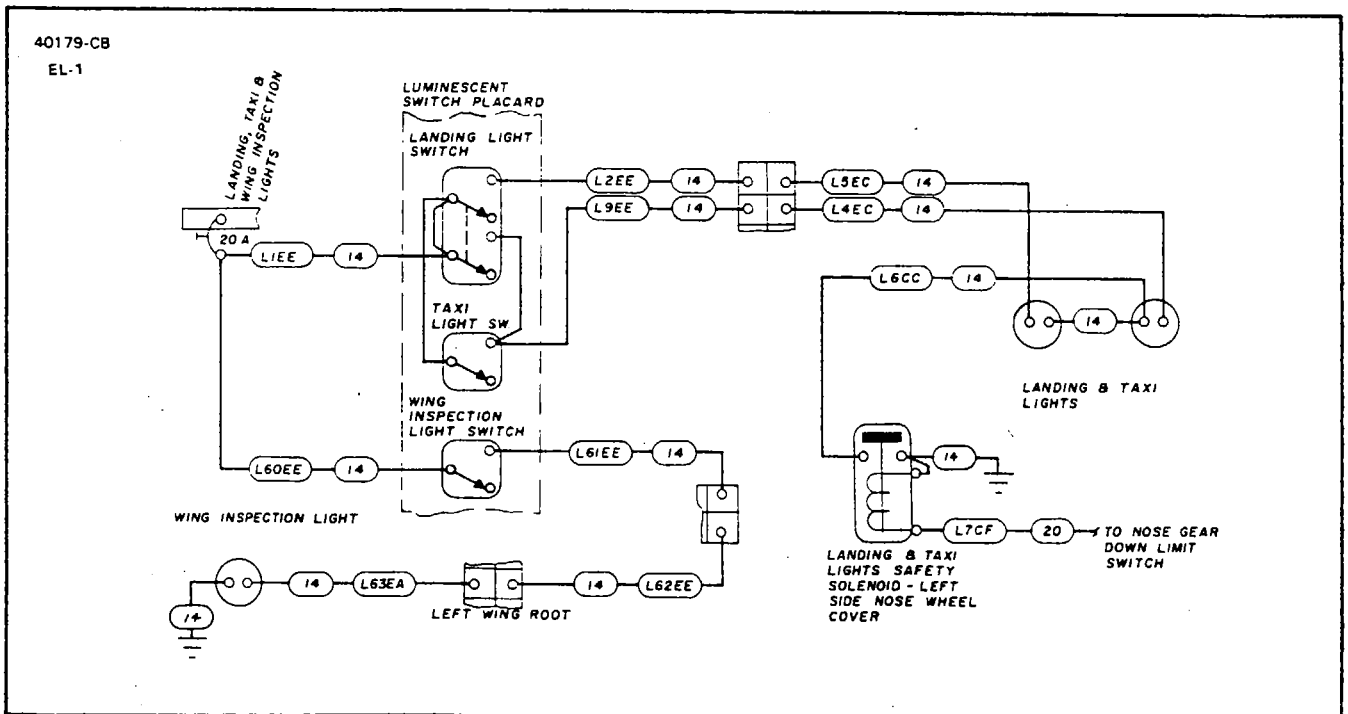 40179-CB
EL-1
LANDING, TAXI &
WING INSPECTION
LIGHTS
20 A
LUMINESCENT
SWITCH PLACARD
LANDING LIGHT
SWITCH
L1EE 14
L2EE 14 L5EC 14
L9EE 14 L4EC 14
L6CC 14
14
LANDING & TAXI
LIGHTS
TAXI
LIGHT SW
WING
INSPECTION
LIGHT SWITCH
L60EE 14
L61EE 14
14
L7CF 20
TO NOSE GEAR
DOWN LIMIT
SWITCH
LANDING & TAXI
LIGHTS SAFETY
SOLENOID - LEFT
SIDE NOSE WHEEL
COVER
WING INSPECTION LIGHT
14 L63EA 14 L62EE
LEFT WING ROOT
14